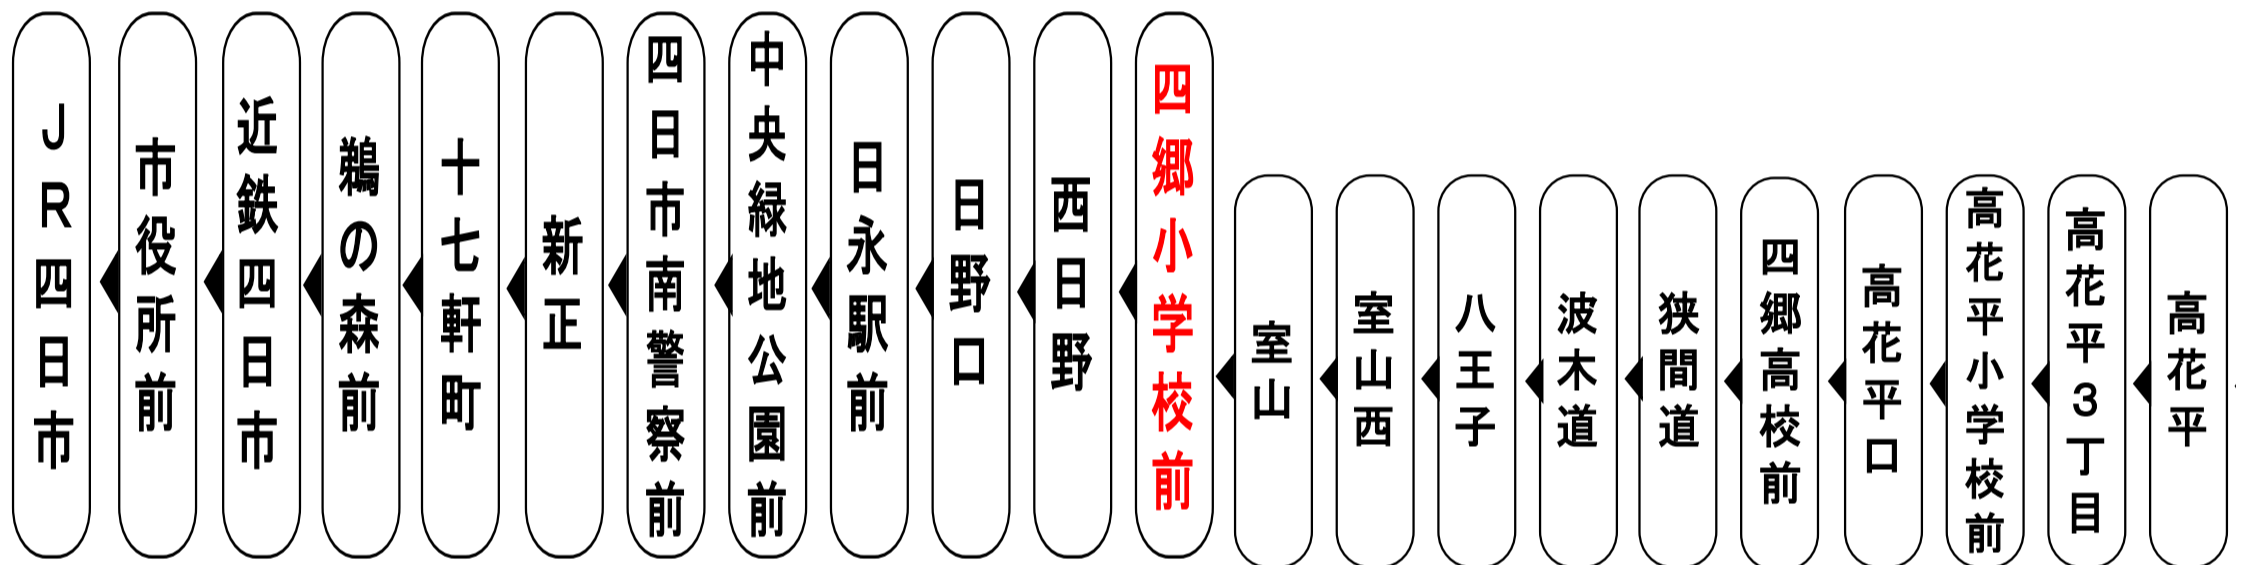 JR四日市
市役所前
近鉄四日市
鵜の森前
十七軒町
新正
四日市南警察前
中央緑地公園前
日永駅前
日野口
西日野
四郷小学校前
室山
室山西
八王子
波木道
狭間道
四郷高校前
高花平口
高花平小学校前
高花平3丁目
高花平